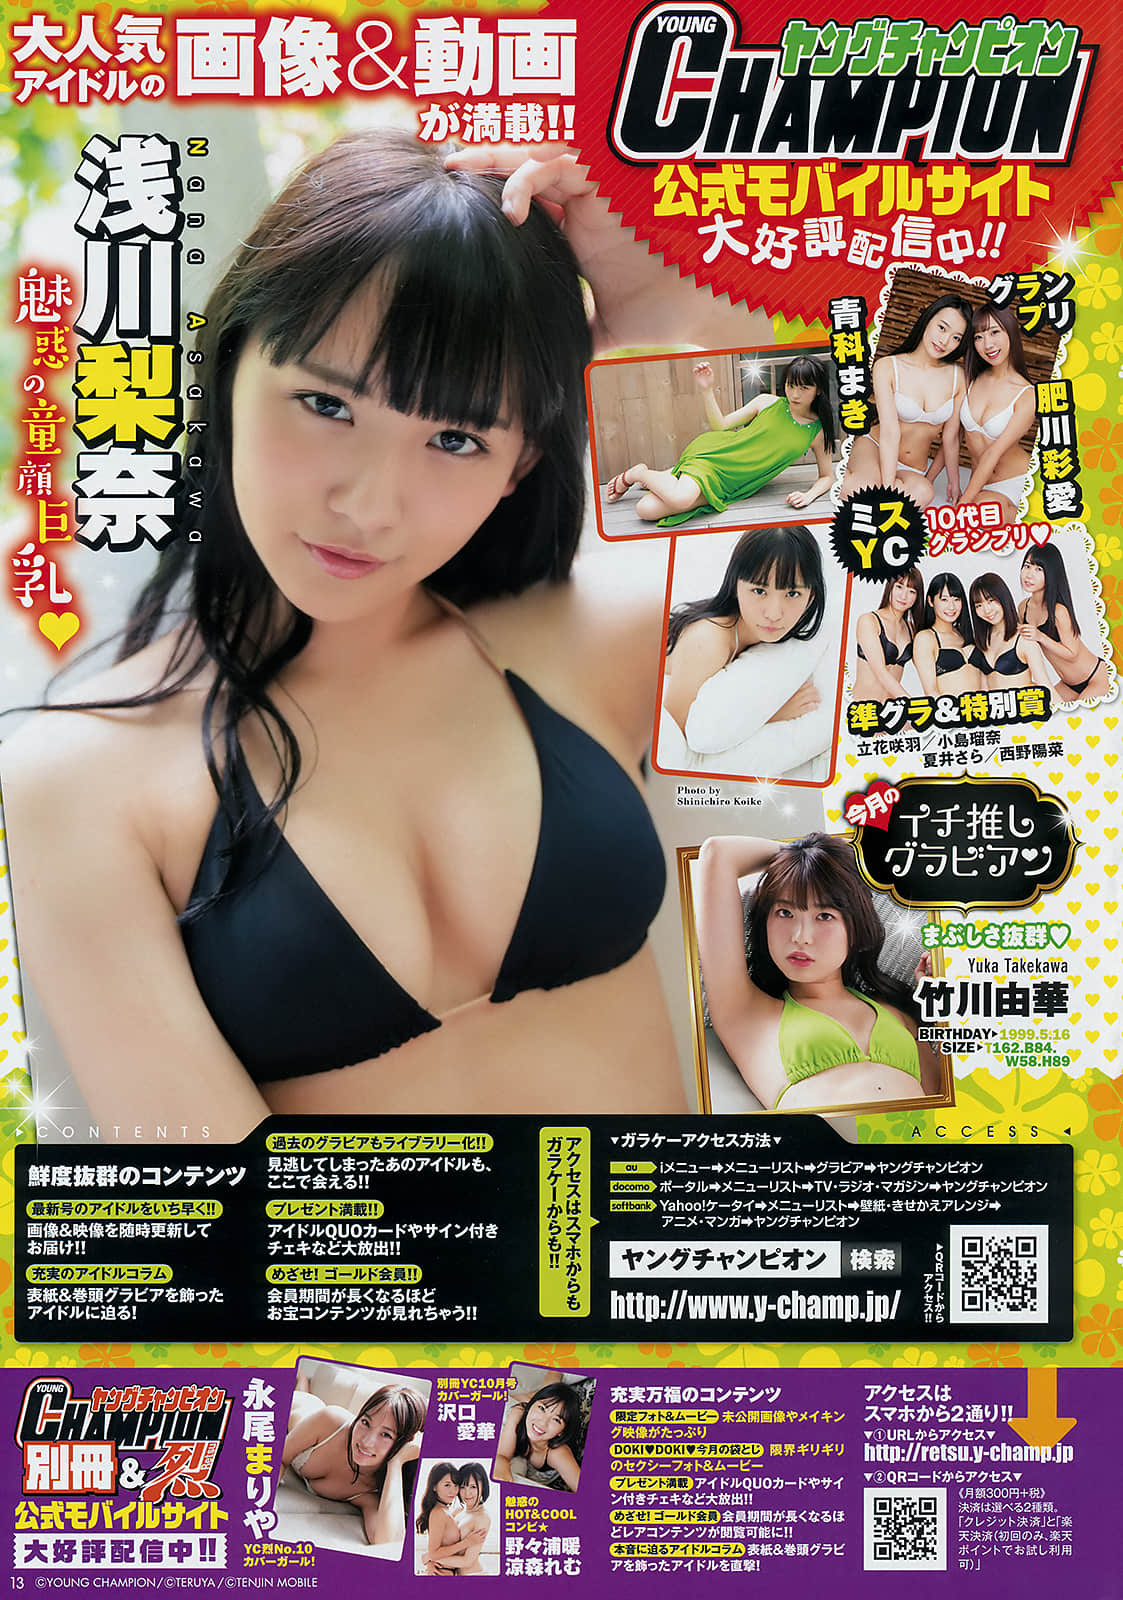 大人気
アイドルの
画像&動画
が満載!!
YOUNG
CHAMPION
ヤングチャンピオン
公式モバイルサイト
大好評配信中!!
浅川梨奈
Nana Asakawa
魅惑の童顔巨乳♥
グランプリ
青科まき
肥川彩愛
ミスYC
10代目
グランプリ♥
準グラ&特別賞
立花咲羽/小島瑠奈
夏井さら/西野陽菜
Photo by
Shinichiro Koike
今月の
イチ推し
グラビアン
まぶしさ抜群♥
Yuka Takekawa
竹川由華
BIRTHDAY▶1999.5.16
SIZE▶T162.B84.
W58.H89
▶CONTENTS
ACCESS◀
鮮度抜群のコンテンツ
最新号のアイドルをいち早く!!
画像&映像を随時更新して
お届け!!
充実のアイドルコラム
表紙&巻頭グラビアを飾った
アイドルに迫る!
過去のグラビアもライブラリー化!!
見逃してしまったあのアイドルも、
ここで会える!!
プレゼント満載!!
アイドルQUOカードやサイン付き
チェキなど大放出!!
めざせ!ゴールド会員!!
会員期間が長くなるほど
お宝コンテンツが見れちゃう!!
アクセスはスマホからも
ガラケーからも!!
▼ガラケーアクセス方法▼
au iメニュー➡メニューリスト➡グラビア➡ヤングチャンピオン
docomo ポータル➡メニューリスト➡TV・ラジオ・マガジン➡ヤングチャンピオン
softbank Yahoo!ケータイ➡メニューリスト➡壁紙・きせかえアレンジ➡
アニメ・マンガ➡ヤングチャンピオン
ヤングチャンピオン 検索
http://www.y-champ.jp/
▶QRコードから
アクセス!!
YOUNG
CHAMPION
ヤングチャンピオン
別冊&烈
公式モバイルサイト
大好評配信中!!
永尾まりや
YC烈No.10
カバーガール!
別冊YC10月号
カバーガール!
沢口
愛華
魅惑の
HOT&COOL
コンビ★
野々浦暖
涼森れむ
充実万福のコンテンツ
限定フォト&ムービー 未公開画像やメイキン
グ映像がたっぷり
DOKI♥DOKI♥今月の袋とじ 限界ギリギリ
のセクシーフォト&ムービー
プレゼント満載 アイドルQUOカードやサイ
ン付きチェキなど大放出!!
めざせ!ゴールド会員 会員期間が長くなるほ
どレアコンテンツが閲覧可能に!!
本音に迫るアイドルコラム 表紙&巻頭グラビ
アを飾ったアイドルを直撃!
アクセスは
スマホから2通り!!
▼①URLからアクセス▼
http://retsu.y-champ.jp
▼②QRコードからアクセス▼
《月額300円+税》
決済は選べる2種類。
「クレジット決済」と「楽
天決済(初回のみ、楽天
ポイントでお試し利用
可)」
13 ©YOUNG CHAMPION/©TERUYA/©TENJIN MOBILE